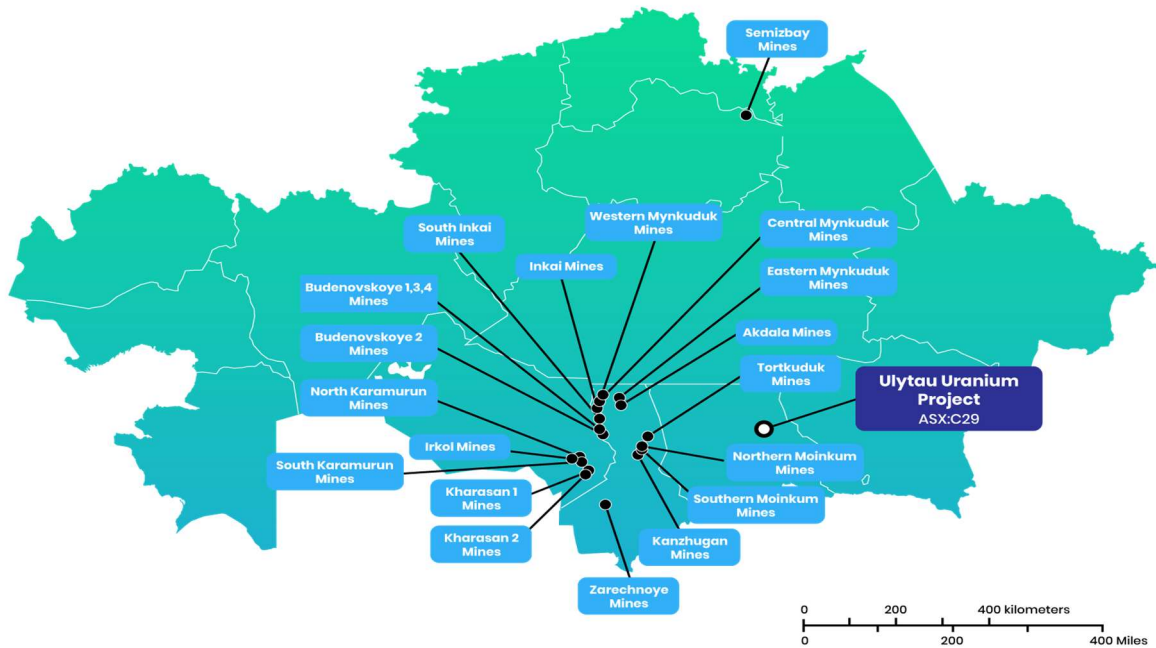 Semizbay
Mines
Western Mynkuduk
Mines
Central Mynkuduk
Mines
South Inkai
Mines
Inkai Mines
Eastern Mynkuduk
Mines
Budenovskoye 1,3,4
Mines
Akdala Mines
Budenovskoye 2
Mines
Tortkuduk
Mines
Ulytau Uranium
Project
ASX:C29
North Karamurun
Mines
Irkol Mines
Northern Moinkum
Mines
South Karamurun
Mines
Kharasan 1
Mines
Southern Moinkum
Mines
Kharasan 2
Mines
Kanzhugan
Mines
Zarechnoye
Mines
0 200 400 kilometers
0 200 400 Miles